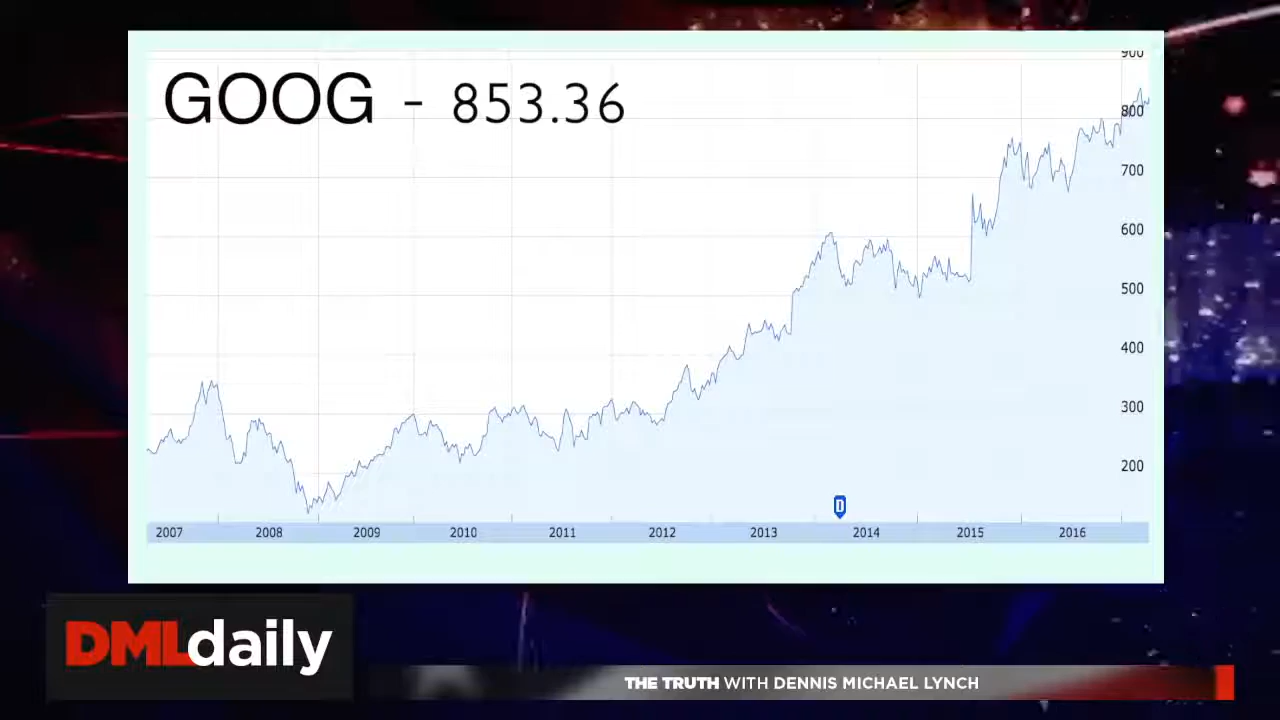 GOOG - 853.36
900
800
700
600
500
400
300
200
D
2007 2008 2009 2010 2011 2012 2013 2014 2015 2016
DMLdaily
THE TRUTH WITH DENNIS MICHAEL LYNCH